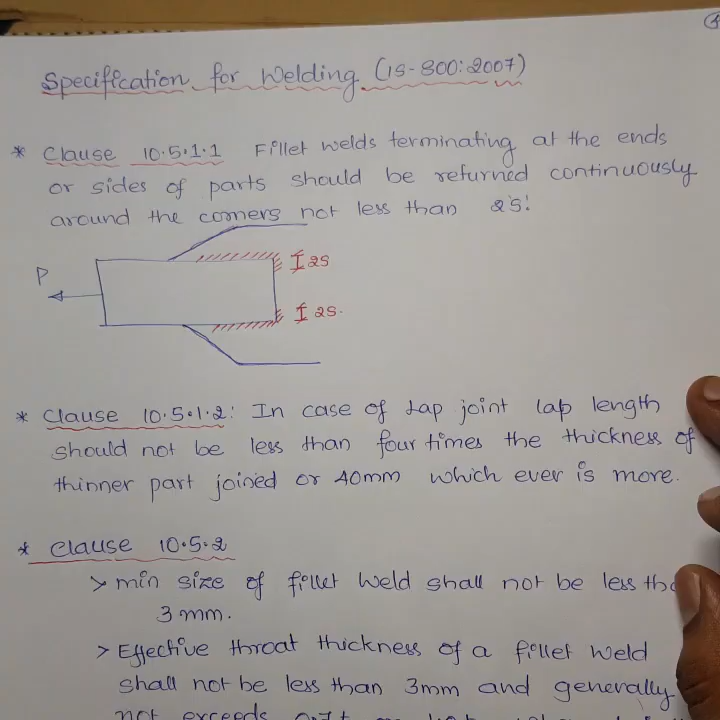 Specification for Welding (IS-800:2007)
* Clause 10.5.1.1 Fillet welds terminating at the ends
or sides of parts should be returned continuously
around the corners not less than 2s.
P
I 2s
I 2s.
* Clause 10.5.1.2: In case of Lap joint lap length
should not be less than four times the thickness of
thinner part joined or 40mm which ever is more.
* Clause 10.5.2
> min size of fillet weld shall not be less
3mm.
> Effective throat thickness of a fillet weld
shall not be less than 3mm and generally
not exceeds